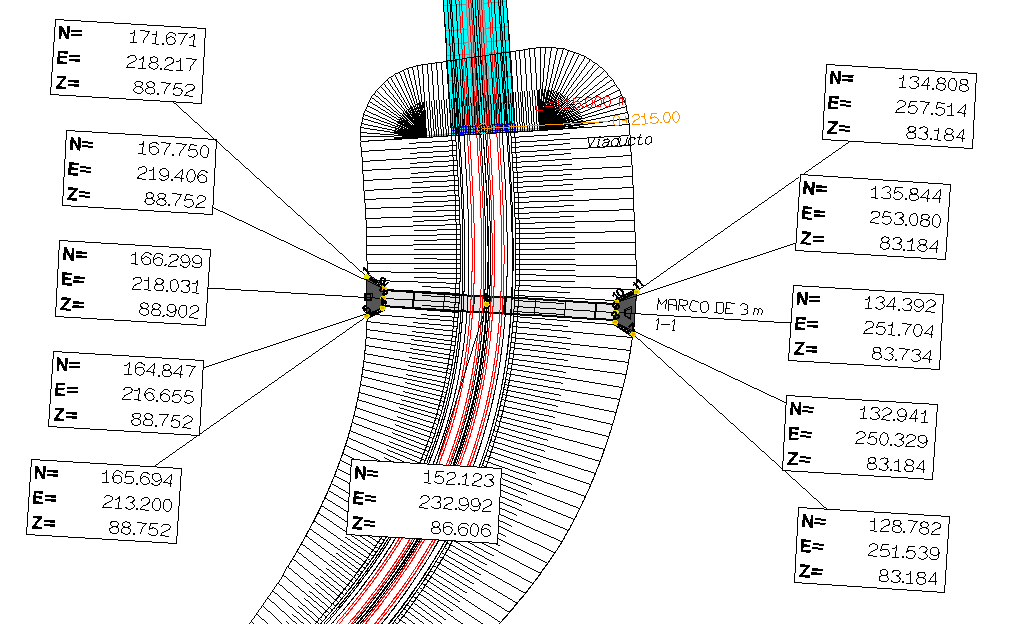 N= 171.671
E= 218.217
Z= 88.752
N= 167.750
E= 219.406
Z= 88.752
N= 166.299
E= 218.031
Z= 88.902
N= 164.847
E= 216.655
Z= 88.752
N= 165.694
E= 213.200
Z= 88.752
215.00
Viaducto
MARCO DE 3 m
1-1
N= 152.123
E= 232.992
Z= 86.606
N= 134.808
E= 257.514
Z= 83.184
N= 135.844
E= 253.080
Z= 83.184
N= 134.392
E= 251.704
Z= 83.734
N= 132.941
E= 250.329
Z= 83.184
N= 128.782
E= 251.539
Z= 83.184